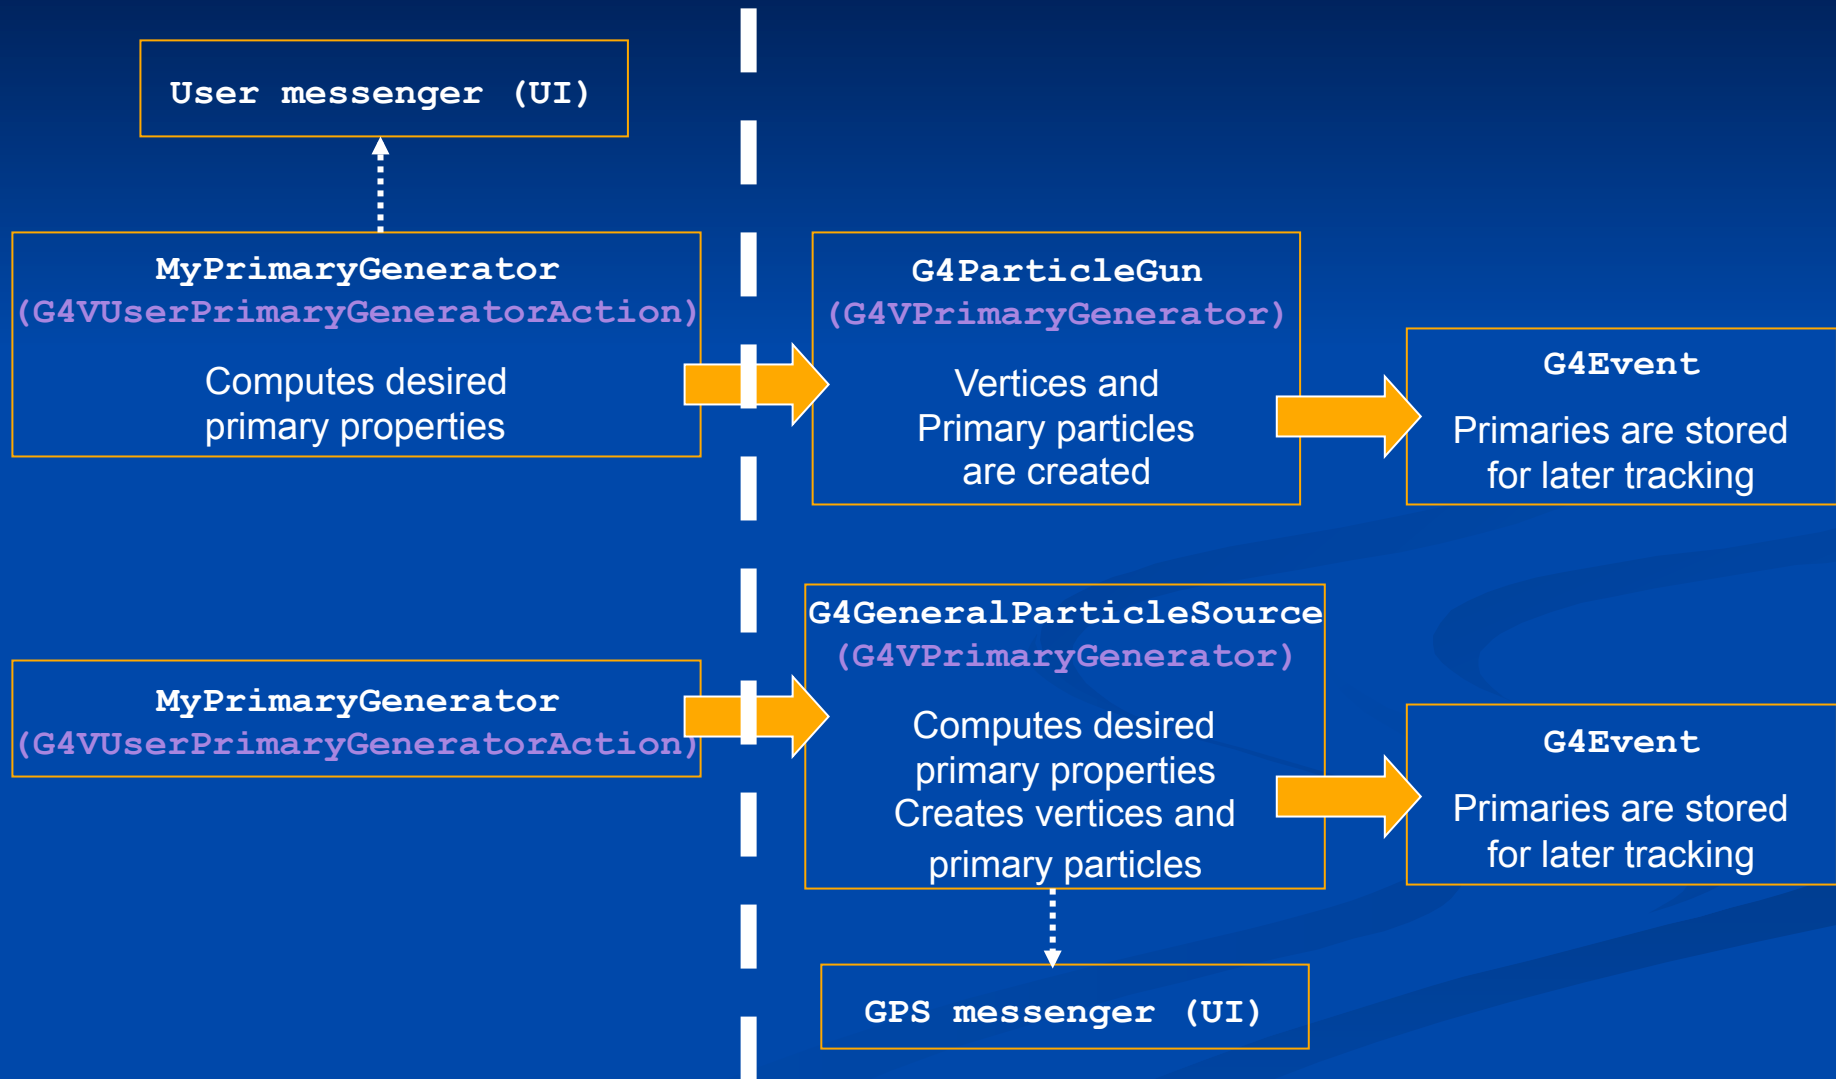 User messenger (UI)
MyPrimaryGenerator
(G4VUserPrimaryGeneratorAction)
Computes desired
primary properties
G4ParticleGun
(G4VPrimaryGenerator)
Vertices and
Primary particles
are created
G4Event
Primaries are stored
for later tracking
MyPrimaryGenerator
(G4VUserPrimaryGeneratorAction)
G4GeneralParticleSource
(G4VPrimaryGenerator)
Computes desired
primary properties
Creates vertices and
primary particles
G4Event
Primaries are stored
for later tracking
GPS messenger (UI)